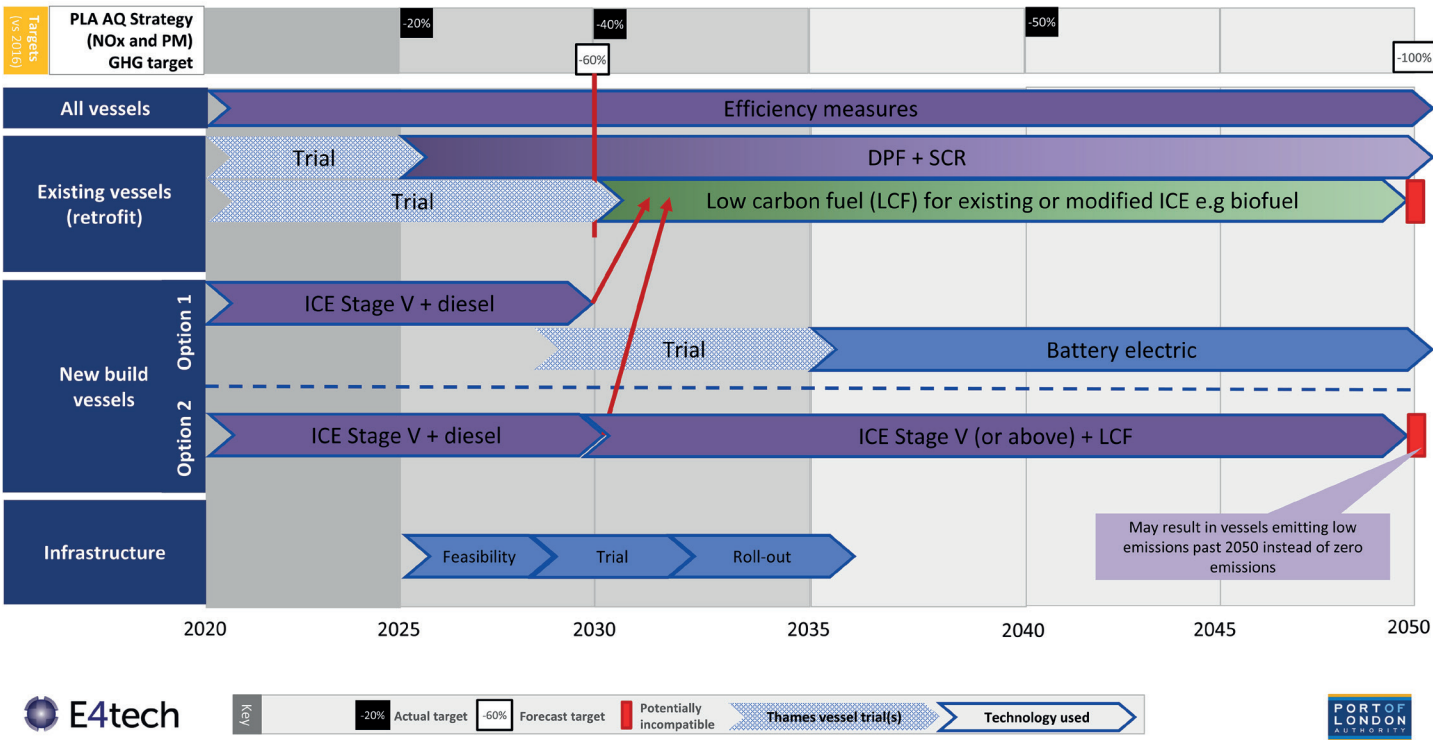 Targets
(vs 2016)
PLA AQ Strategy
(NOx and PM)
GHG target
-20%
-40%
-50%
-60%
-100%
All vessels
Efficiency measures
Existing vessels
(retrofit)
Trial
DPF + SCR
Trial
Low carbon fuel (LCF) for existing or modified ICE e.g biofuel
New build
vessels
Option 1
ICE Stage V + diesel
Trial
Battery electric
Option 2
ICE Stage V + diesel
ICE Stage V (or above) + LCF
May result in vessels emitting low
emissions past 2050 instead of zero
emissions
Infrastructure
Feasibility
Trial
Roll-out
2020
2025
2030
2035
2040
2045
2050
E4tech
Key
-20%
Actual target
-60%
Forecast target
Potentially
incompatible
Thames vessel trial(s)
Technology used
PORT OF
LONDON
AUTHORITY